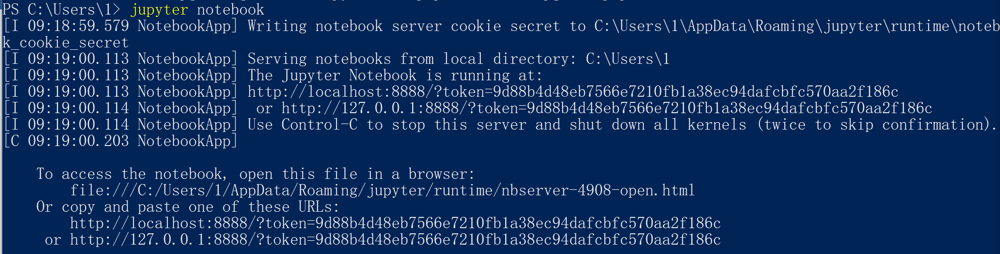 PS C:\Users\1> jupyter notebook
[I 09:18:59.579 NotebookApp] Writing notebook server cookie secret to C:\Users\1\AppData\Roaming\jupyter\runtime\noteb
k_cookie_secret
[I 09:19:00.113 NotebookApp] Serving notebooks from local directory: C:\Users\1
[I 09:19:00.113 NotebookApp] The Jupyter Notebook is running at:
[I 09:19:00.113 NotebookApp] http://localhost:8888/?token=9d88b4d48eb7566e7210fb1a38ec94dafcbfc570aa2f186c
[I 09:19:00.114 NotebookApp]  or http://127.0.0.1:8888/?token=9d88b4d48eb7566e7210fb1a38ec94dafcbfc570aa2f186c
[I 09:19:00.114 NotebookApp] Use Control-C to stop this server and shut down all kernels (twice to skip confirmation).
[C 09:19:00.203 NotebookApp]
To access the notebook, open this file in a browser:
file:///C:/Users/1/AppData/Roaming/jupyter/runtime/nbserver-4908-open.html
Or copy and paste one of these URLs:
http://localhost:8888/?token=9d88b4d48eb7566e7210fb1a38ec94dafcbfc570aa2f186c
or http://127.0.0.1:8888/?token=9d88b4d48eb7566e7210fb1a38ec94dafcbfc570aa2f186c